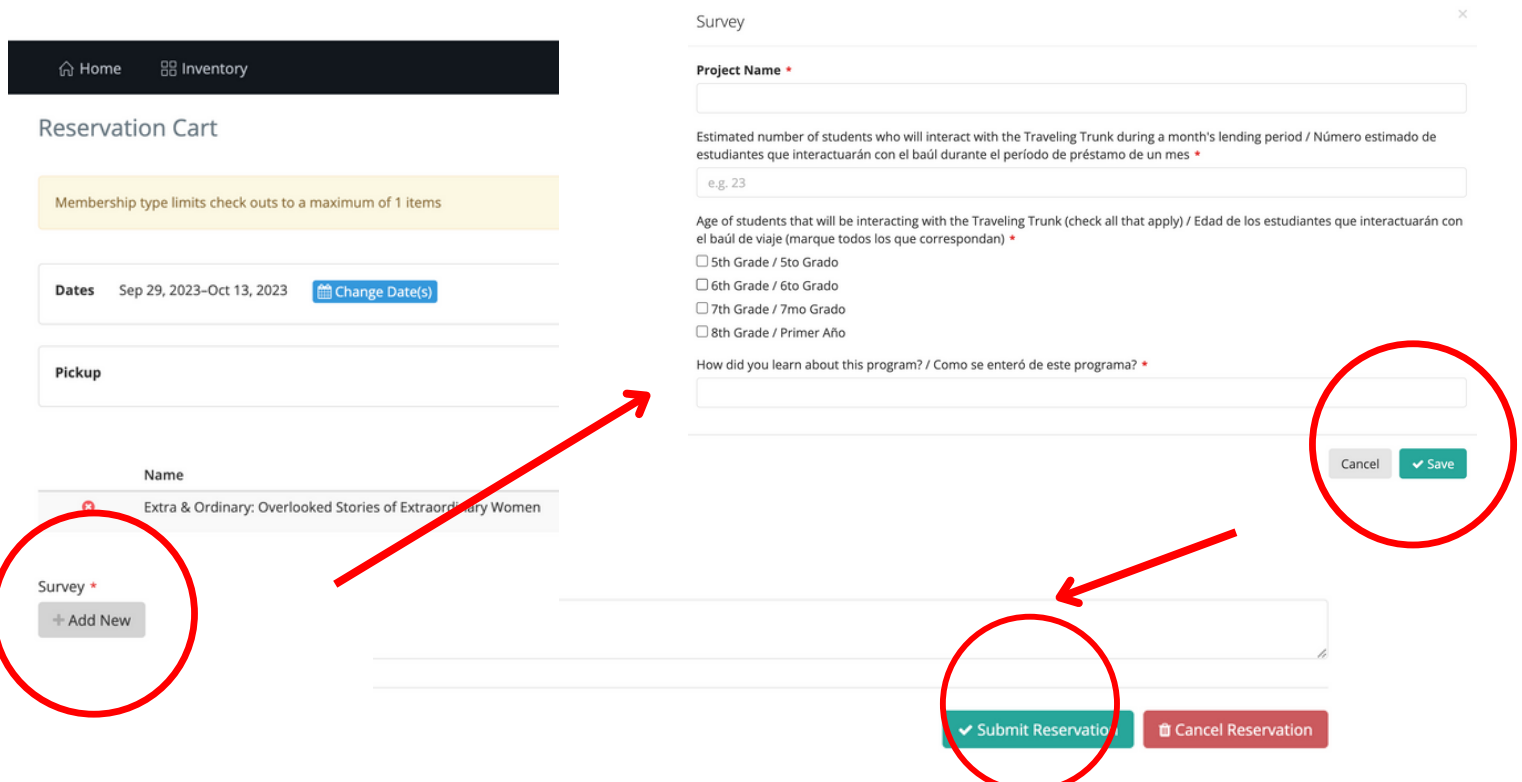 Home Inventory
Reservation Cart
Membership type limits check outs to a maximum of 1 items
Dates Sep 29, 2023–Oct 13, 2023 Change Date(s)
Pickup
Name
Extra & Ordinary: Overlooked Stories of Extraordinary Women
Survey *
+ Add New
Survey ×
Project Name *
Estimated number of students who will interact with the Traveling Trunk during a month's lending period / Número estimado de
estudiantes que interactuarán con el baúl durante el período de préstamo de un mes *
e.g. 23
Age of students that will be interacting with the Traveling Trunk (check all that apply) / Edad de los estudiantes que interactuarán con
el baúl de viaje (marque todos los que correspondan) *
5th Grade / 5to Grado
6th Grade / 6to Grado
7th Grade / 7mo Grado
8th Grade / Primer Año
How did you learn about this program? / Como se enteró de este programa? *
Cancel Save
Submit Reservation Cancel Reservation